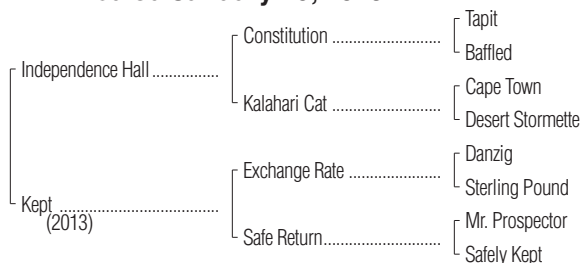 Constitution .......................
Tapit
Baffled
Independence Hall ................
Kalahari Cat .......................
Cape Town
Desert Stormette
Exchange Rate ...................
Danzig
Sterling Pound
Kept ......................................
(2013)
Safe Return.........................
Mr. Prospector
Safely Kept